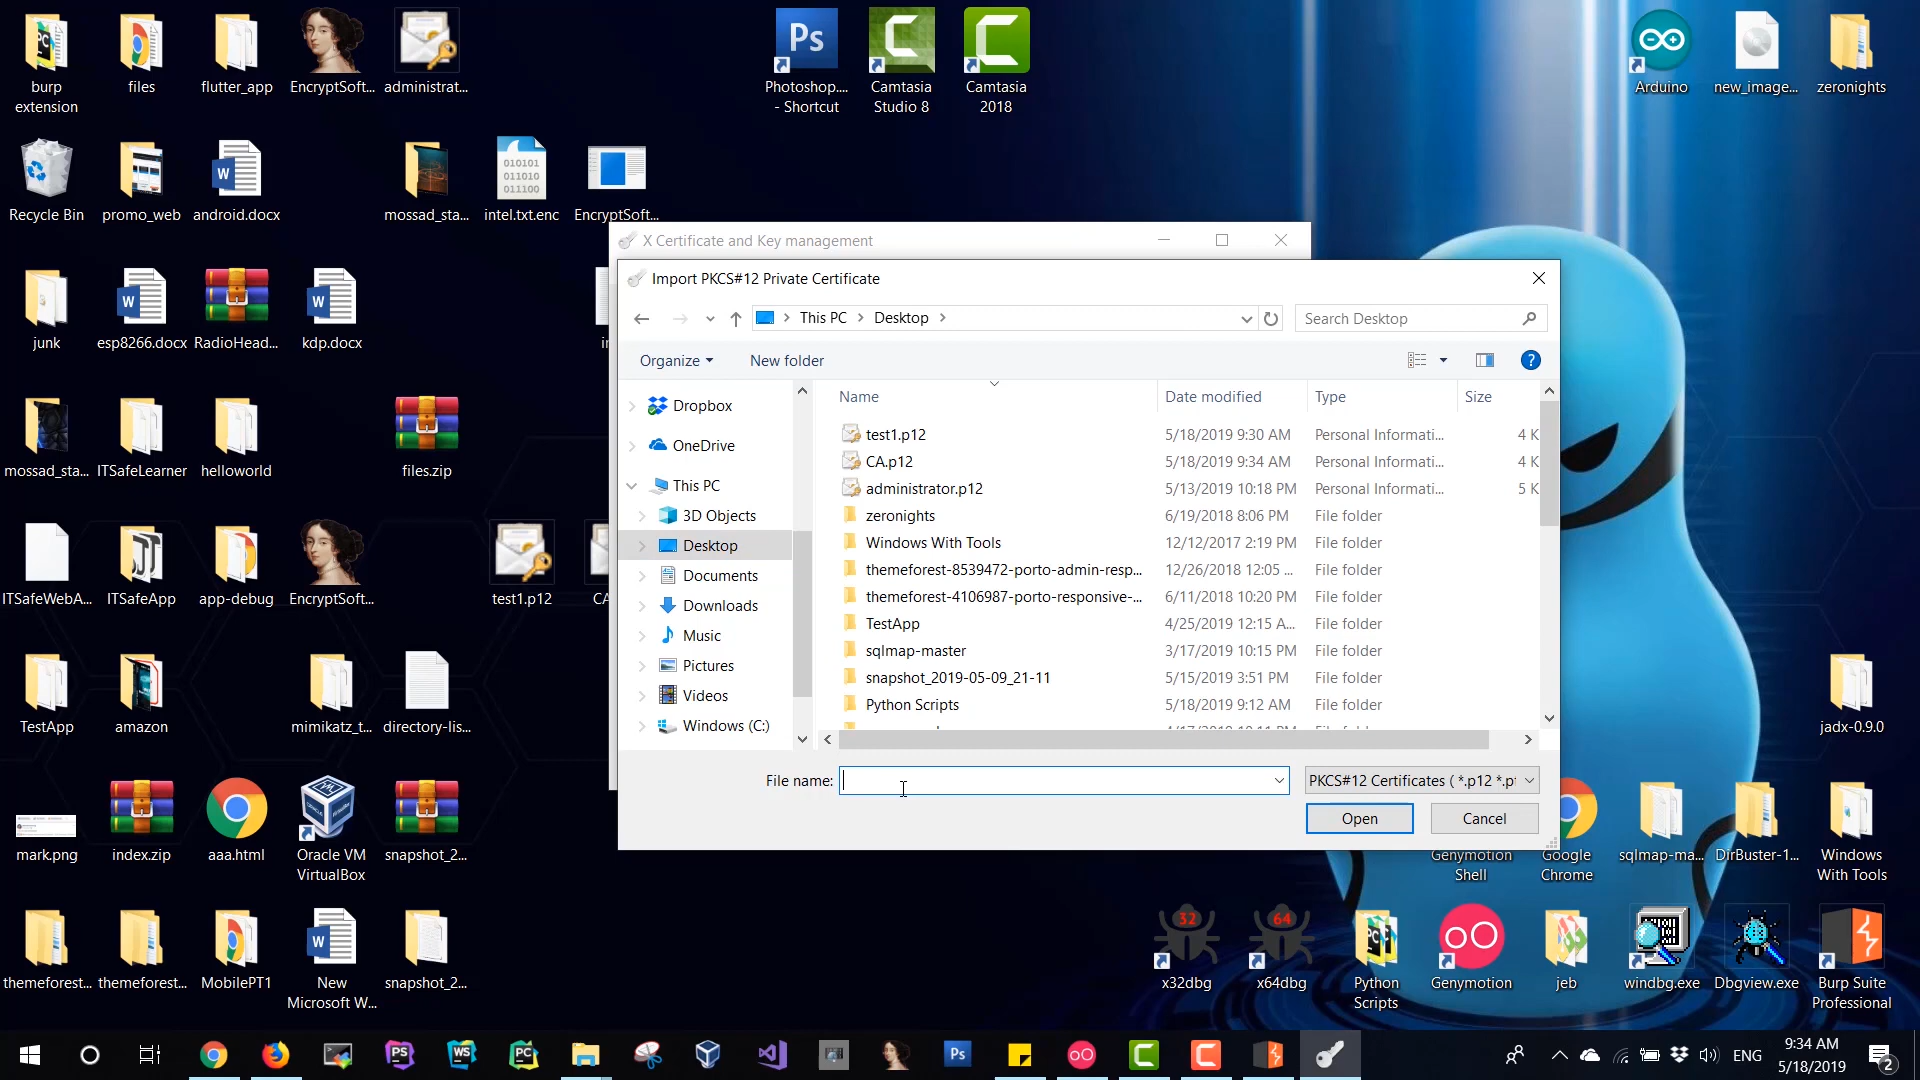 burp
extension
files
flutter_app
EncryptSoft...
administrat...
Ps
Photoshop....
- Shortcut
Camtasia
Studio 8
Camtasia
2018
Arduino
new_image...
zeronights
Recycle Bin
promo_web
android.docx
mossad_sta...
010101
011010
011100
intel.txt.enc
EncryptSoft...
junk
esp8266.docx
RadioHead...
kdp.docx
mossad_sta...
ITSafeLearner
helloworld
files.zip
ITSafeWebA...
ITSafeApp
app-debug
EncryptSoft...
test1.p12
CA
TestApp
amazon
mimikatz_t...
directory-lis...
mark.png
index.zip
aaa.html
Oracle VM
VirtualBox
snapshot_2...
themeforest...
themeforest...
MobilePT1
New
Microsoft W...
snapshot_2...
X Certificate and Key management
Import PKCS#12 Private Certificate
This PC > Desktop >
Search Desktop
Organize
New folder
Dropbox
OneDrive
This PC
3D Objects
Desktop
Documents
Downloads
Music
Pictures
Videos
Windows (C:)
Name Date modified Type Size
test1.p12 5/18/2019 9:30 AM Personal Informati... 4 K
CA.p12 5/18/2019 9:34 AM Personal Informati... 4 K
administrator.p12 5/13/2019 10:18 PM Personal Informati... 5 K
zeronights 6/19/2018 8:06 PM File folder
Windows With Tools 12/12/2017 2:19 PM File folder
themeforest-8539472-porto-admin-resp... 12/26/2018 12:05 ... File folder
themeforest-4106987-porto-responsive-... 6/11/2018 10:20 PM File folder
TestApp 4/25/2019 12:15 A... File folder
sqlmap-master 3/17/2019 10:15 PM File folder
snapshot_2019-05-09_21-11 5/15/2019 3:51 PM File folder
Python Scripts 5/18/2019 9:12 AM File folder
File name:
PKCS#12 Certificates ( *.p12 *.p
Open
Cancel
jadx-0.9.0
Genymotion
Shell
Google
Chrome
sqlmap-ma...
DirBuster-1...
Windows
With Tools
32
x32dbg
64
x64dbg
Python
Scripts
Genymotion
jeb
windbg.exe
Dbgview.exe
Burp Suite
Professional
PS
WS
PC
Ps
ENG
9:34 AM
5/18/2019
2